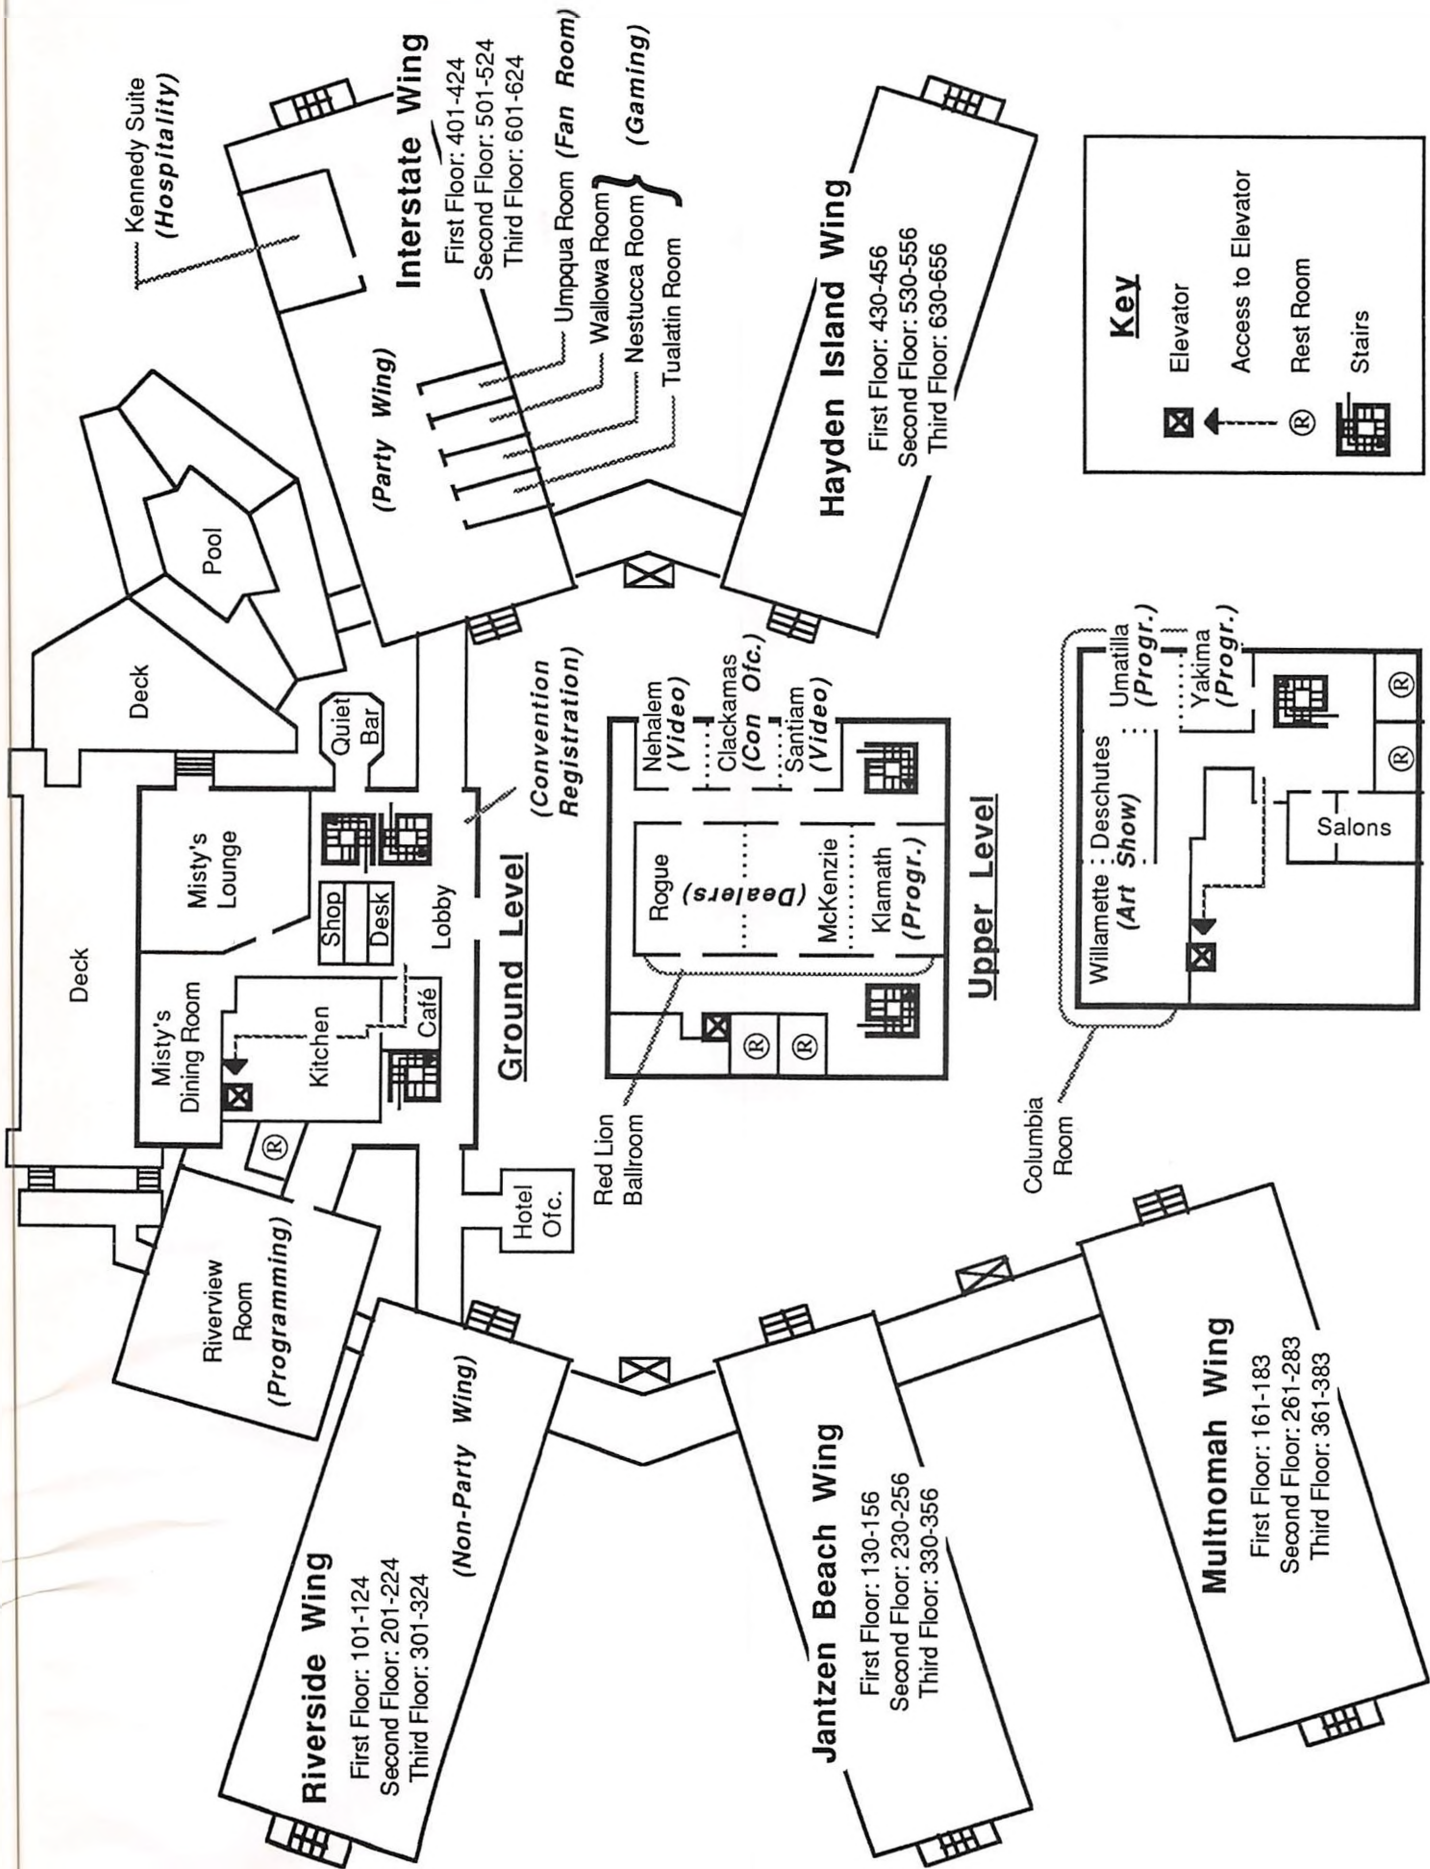 Riverside Wing
First Floor: 101-124
Second Floor: 201-224
Third Floor: 301-324
(Non-Party Wing)
Riverview
Room
(Programming)
Deck
Misty's
Dining Room
Misty's
Lounge
Deck
Pool
Kennedy Suite
(Hospitality)
®
Kitchen
Café
Shop
Desk
Lobby
Quiet
Bar
Hotel
Ofc.
Ground Level
(Convention
Registration)
(Party Wing)
Interstate Wing
First Floor: 401-424
Second Floor: 501-524
Third Floor: 601-624
Umpqua Room (Fan Room)
Wallowa Room
Nestucca Room
Tualatin Room
(Gaming)
Jantzen Beach Wing
First Floor: 130-156
Second Floor: 230-256
Third Floor: 330-356
Red Lion
Ballroom
®
®
Rogue
(Dealers)
McKenzie
Klamath
(Progr.)
Nehalem
(Video)
Clackamas
(Con Ofc.)
Santiam
(Video)
Upper Level
Hayden Island Wing
First Floor: 430-456
Second Floor: 530-556
Third Floor: 630-656
Multnomah Wing
First Floor: 161-183
Second Floor: 261-283
Third Floor: 361-383
Columbia
Room
Willamette
Deschutes
(Art Show)
Umatilla
(Progr.)
Yakima
(Progr.)
Salons
®
®
Key
Elevator
Access to Elevator
® Rest Room
Stairs